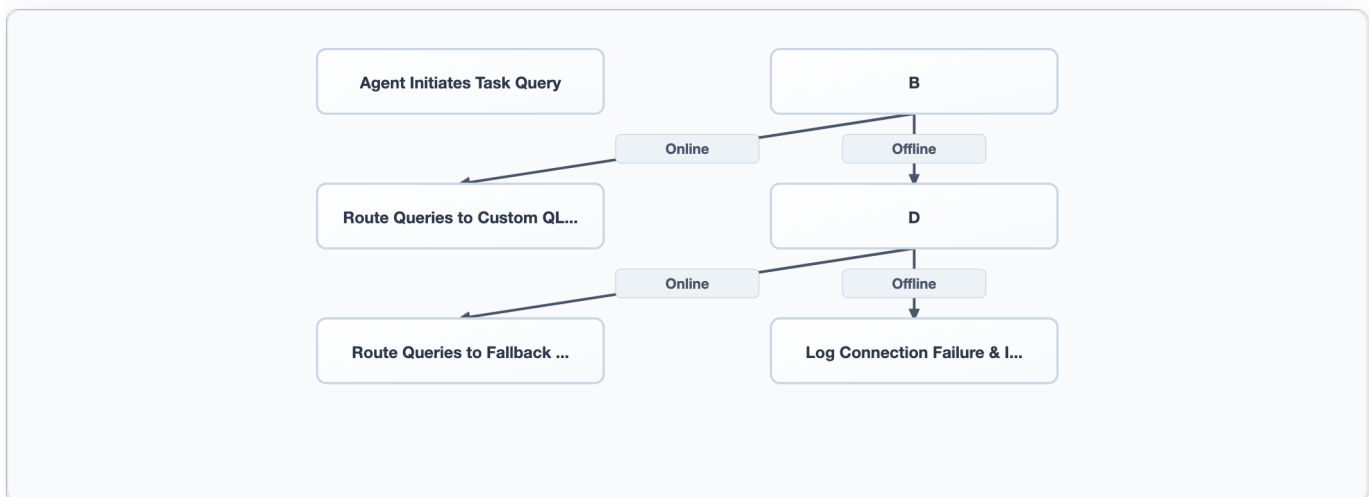 Agent Initiates Task Query
B
Online
Offline
Route Queries to Custom QL...
D
Online
Offline
Route Queries to Fallback ...
Log Connection Failure & I...